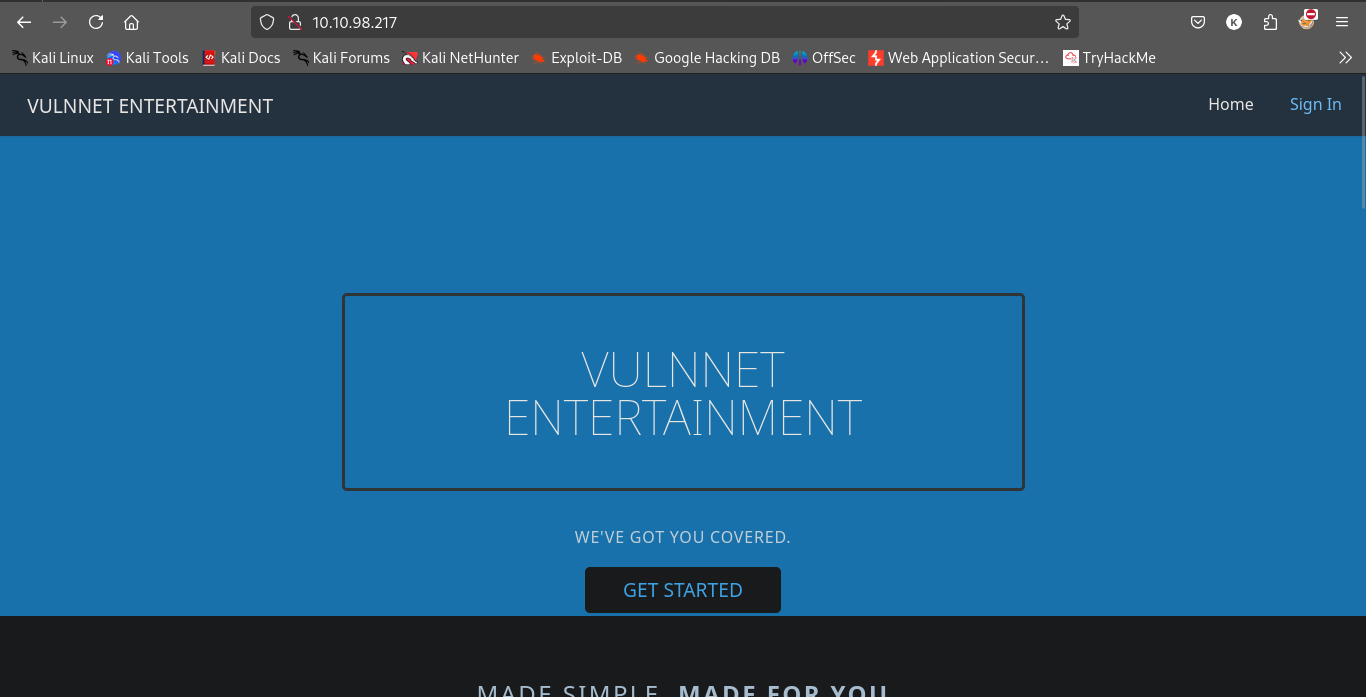 10.10.98.217
Kali Linux Kali Tools Kali Docs Kali Forums Kali NetHunter Exploit-DB Google Hacking DB OffSec Web Application Secur… TryHackMe
VULNNET ENTERTAINMENT Home Sign In
VULNNET
ENTERTAINMENT
WE'VE GOT YOU COVERED.
GET STARTED
MADE SIMPLE. MADE FOR YOU